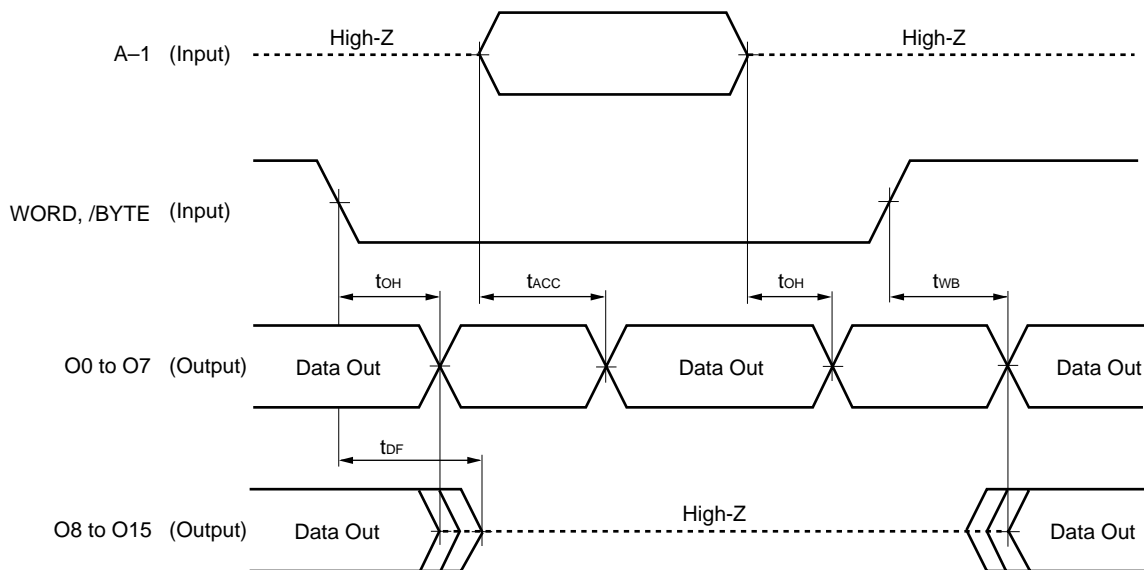 High-Z High-Z
A–1 (Input)
WORD, /BYTE (Input)
tOH tACC tOH tWB
O0 to O7 (Output) Data Out Data Out Data Out
tDF
High-Z
O8 to O15 (Output) Data Out Data Out